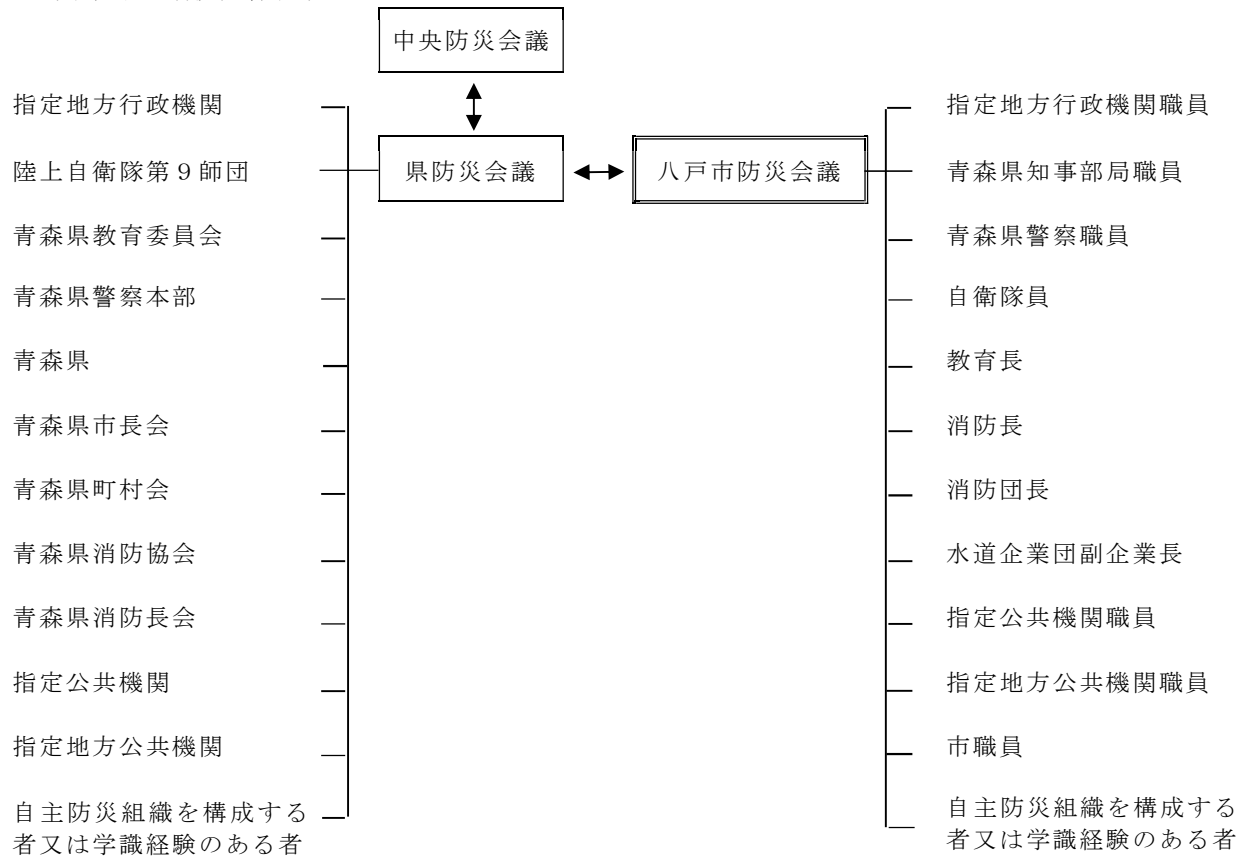 中央防災会議
指定地方行政機関
指定地方行政機関職員
陸上自衛隊第9師団
県防災会議
八戸市防災会議
青森県知事部局職員
青森県教育委員会
青森県警察職員
青森県警察本部
自衛隊員
青森県
教育長
青森県市長会
消防長
青森県町村会
消防団長
青森県消防協会
水道企業団副企業長
青森県消防長会
指定公共機関職員
指定公共機関
指定地方公共機関職員
指定地方公共機関
市職員
自主防災組織を構成する
者又は学識経験のある者
自主防災組織を構成する
者又は学識経験のある者